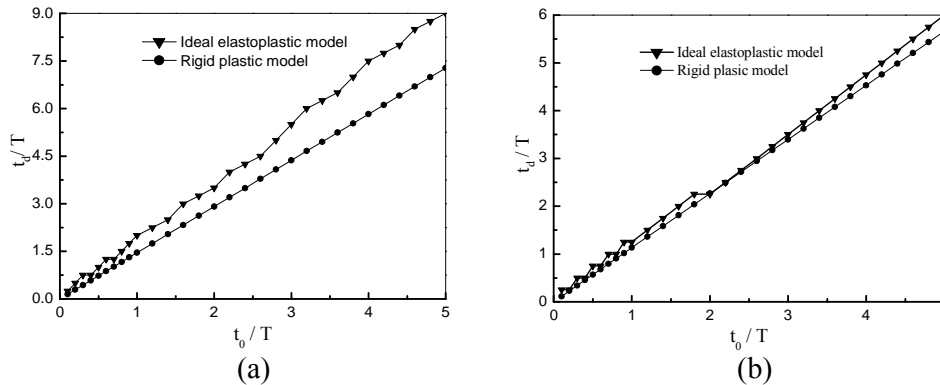 9.0
7.5
6.0
4.5
3.0
1.5
0.0
t_d / T
Ideal elastoplastic model
Rigid plastic model
0 1 2 3 4 5
t_0 / T
(a)
6
5
4
3
2
1
0
t_d / T
Ideal elastoplastic model
Rigid plasic model
0 1 2 3 4
t_0 / T
(b)